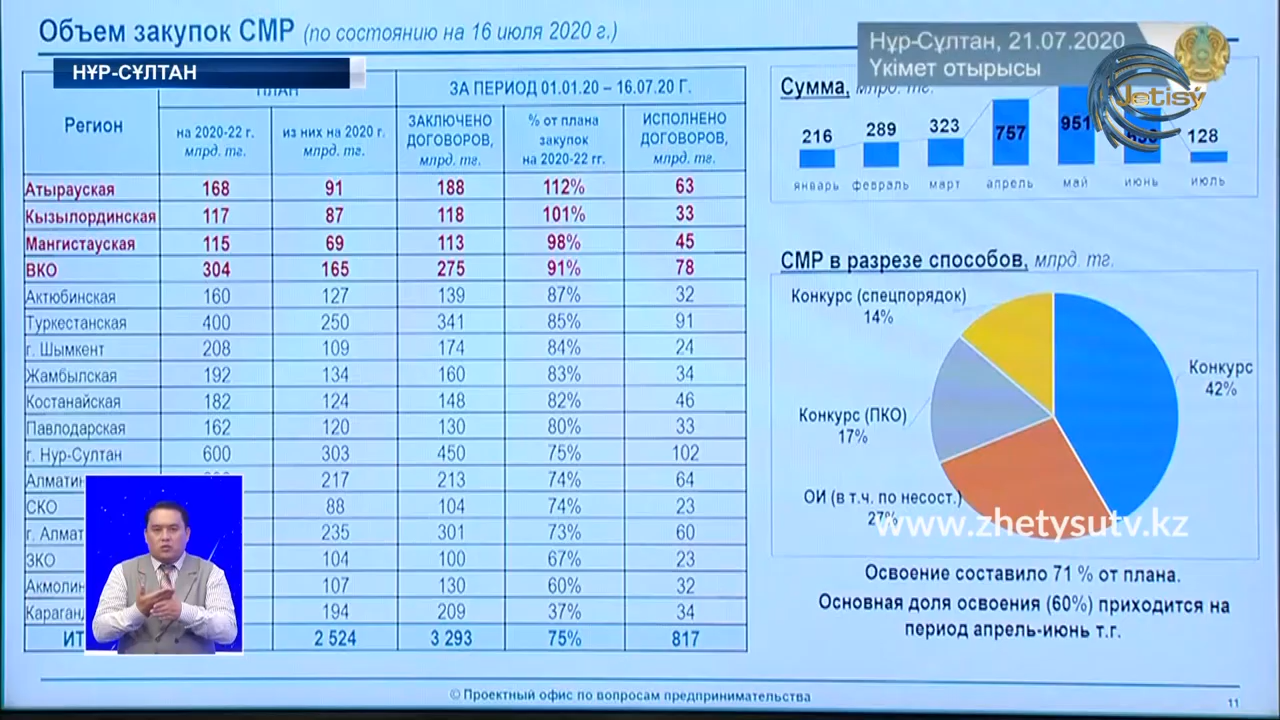 Объем закупок СМР (по состоянию на 16 июля 2020 г.)
Нұр-Сұлтан, 21.07.2020
Үкімет отырысы
Jetisý
НҰР-СҰЛТАН
ПЛАН
ЗА ПЕРИОД 01.01.20 – 16.07.20 Г.
Регион
на 2020-22 г. млрд. тг.
из них на 2020 г. млрд. тг.
ЗАКЛЮЧЕНО ДОГОВОРОВ, млрд. тг.
% от плана закупок на 2020-22 гг.
ИСПОЛНЕНО ДОГОВОРОВ, млрд. тг.
Атырауская 168 91 188 112% 63
Кызылординская 117 87 118 101% 33
Мангистауская 115 69 113 98% 45
ВКО 304 165 275 91% 78
Актюбинская 160 127 139 87% 32
Туркестанская 400 250 341 85% 91
г. Шымкент 208 109 174 84% 24
Жамбылская 192 134 160 83% 34
Костанайская 182 124 148 82% 46
Павлодарская 162 120 130 80% 33
г. Нур-Султан 600 303 450 75% 102
Алматин 217 213 74% 64
СКО 88 104 74% 23
г. Алмат 235 301 73% 60
ЗКО 104 100 67% 23
Акмолин 107 130 60% 32
Караганд 194 209 37% 34
ИТ 2 524 3 293 75% 817
Сумма, млрд. тг.
216 289 323 757 951 128
январь февраль март апрель май июнь июль
СМР в разрезе способов, млрд. тг.
Конкурс (спецпорядок)
14%
Конкурс
42%
Конкурс (ПКО)
17%
ОИ (в т.ч. по несост.)
27%
www.zhetysutv.kz
Освоение составило 71 % от плана.
Основная доля освоения (60%) приходится на
период апрель-июнь т.г.
© Проектный офис по вопросам предпринимательства
11